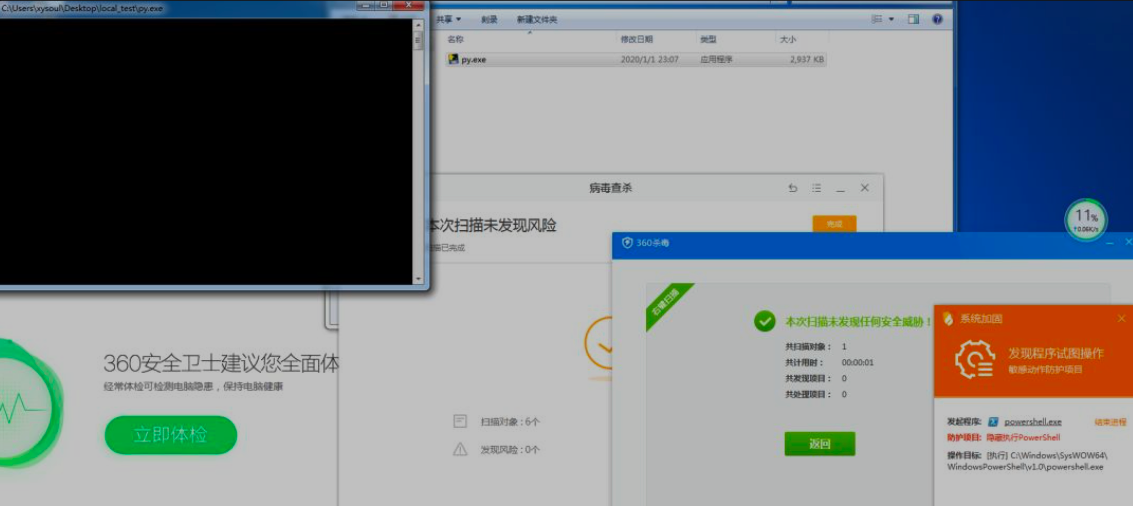 C:\Users\xysoul\Desktop\local_test\py.exe
共享 刻录 新建文件夹
名称 修改日期 类型 大小
py.exe 2020/1/1 23:07 应用程序 2,937 KB
病毒查杀
本次扫描未发现风险
完成
描已完成
扫描对象:6个
发现风险:0个
11%
0.06K/s
360安全卫士建议您全面体
经常体检可检测电脑隐患,保持电脑健康
立即体检
360杀毒
右键扫描
本次扫描未发现任何安全威胁!
共扫描对象: 1
共计用时: 00:00:01
共发现项目: 0
共处理项目: 0
返回
系统加固
发现程序试图操作
敏感动作防护项目
发起程序: powershell.exe 结束进程
防护项目: 隐藏执行PowerShell
操作目标: [执行] C:\Windows\SysWOW64\
WindowsPowerShell\v1.0\powershell.exe